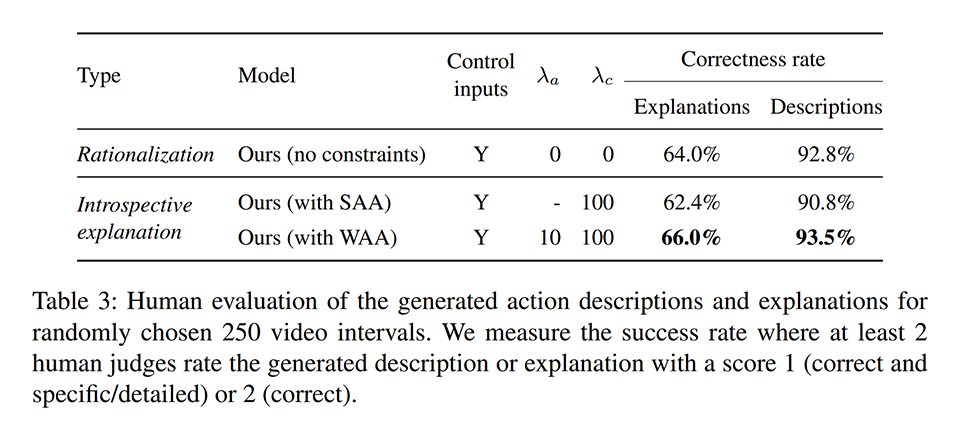 Type Model Control inputs λa λc Correctness rate
Explanations Descriptions
Rationalization Ours (no constraints) Y 0 0 64.0% 92.8%
Introspective explanation Ours (with SAA) Y - 100 62.4% 90.8%
Ours (with WAA) Y 10 100 66.0% 93.5%
Table 3: Human evaluation of the generated action descriptions and explanations for
randomly chosen 250 video intervals. We measure the success rate where at least 2
human judges rate the generated description or explanation with a score 1 (correct and
specific/detailed) or 2 (correct).